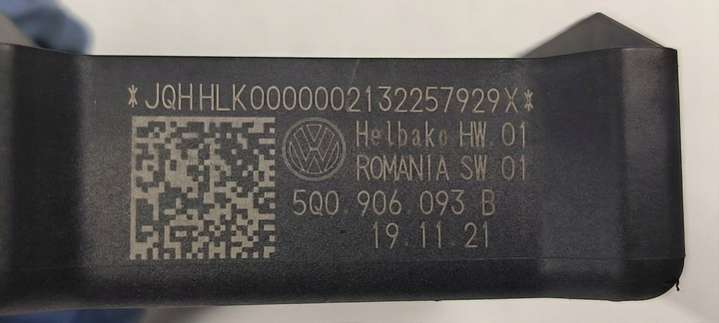 *JQHHLK0000002132257929X*
Helbako HW.01
ROMANIA SW.01
5Q0.906.093 B
19.11.21